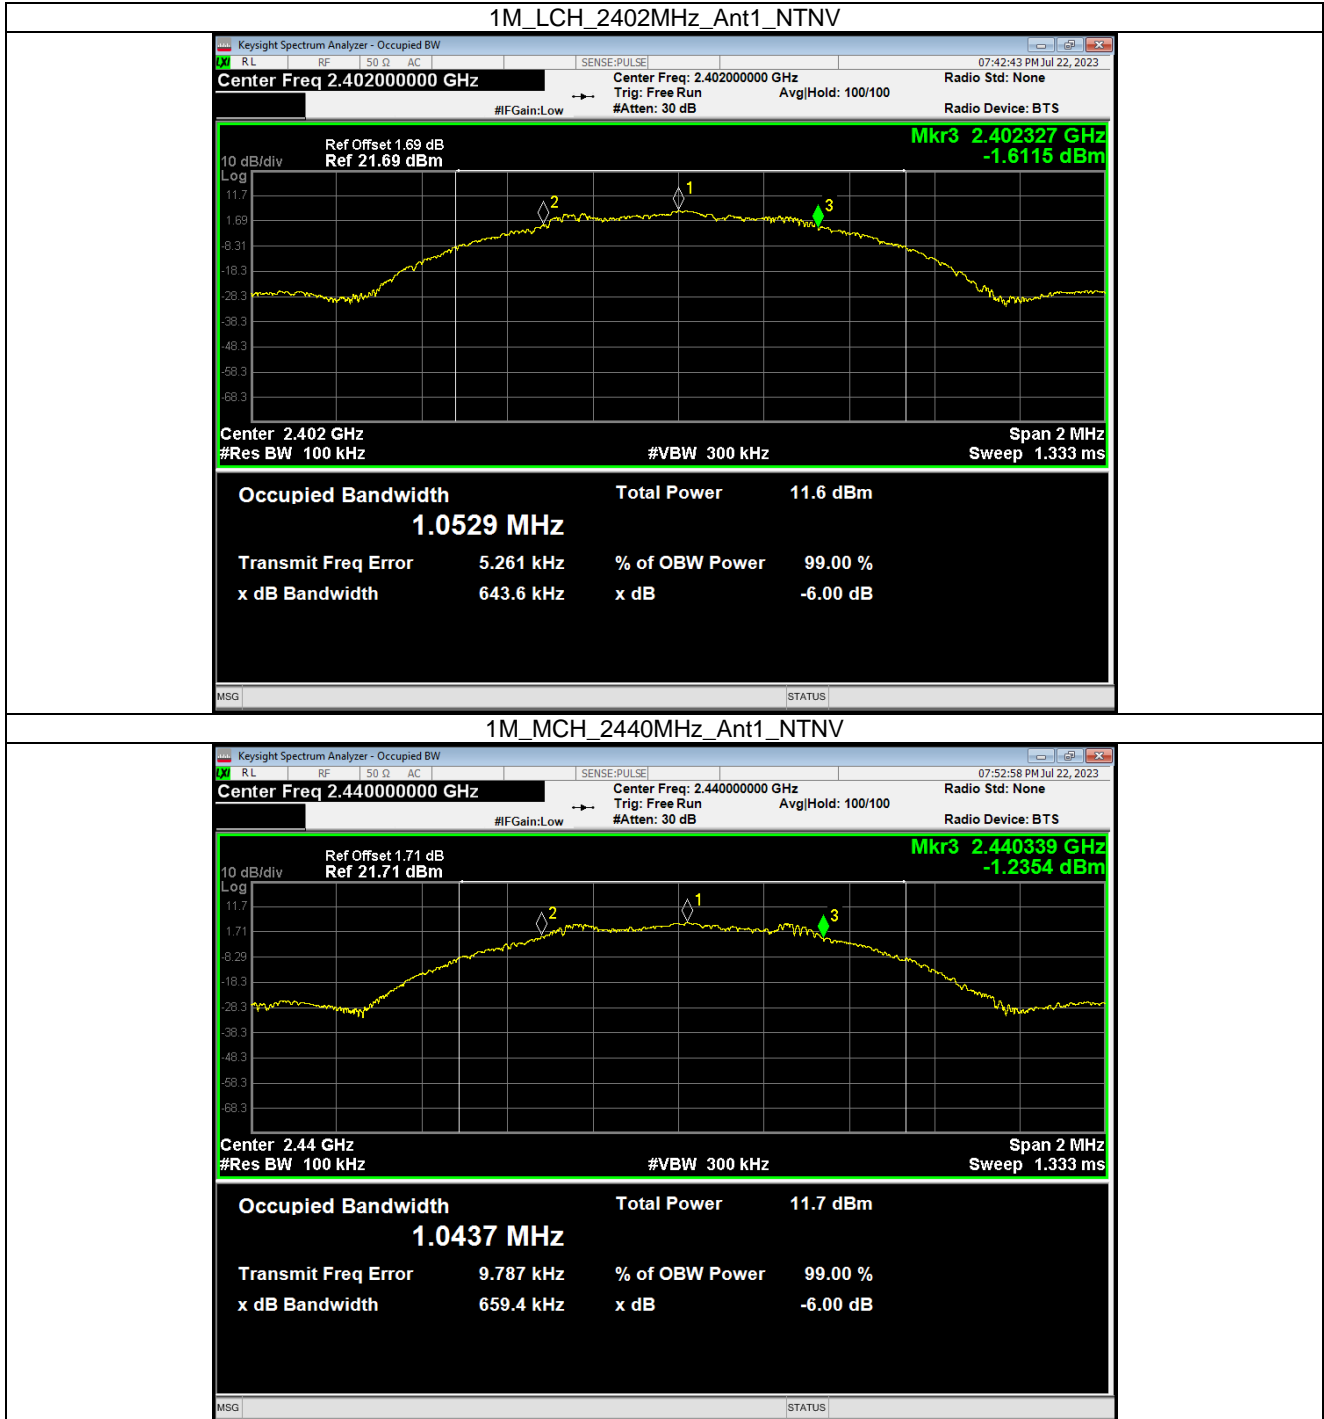 1M_LCH_2402MHz_Ant1_NTNV
Keysight Spectrum Analyzer - Occupied BW
LXI RL RF 50 Ω AC SENSE:PULSE 07:42:43 PM Jul 22, 2023
Center Freq 2.402000000 GHz Center Freq: 2.402000000 GHz Radio Std: None
Trig: Free Run Avg|Hold: 100/100
#IFGain:Low #Atten: 30 dB Radio Device: BTS
Mkr3 2.402327 GHz
Ref Offset 1.69 dB
10 dB/div Ref 21.69 dBm -1.6115 dBm
Log
11.7
1.69
-8.31
-18.3
-28.3
-38.3
-48.3
-58.3
-68.3
2 1 3
Center 2.402 GHz Span 2 MHz
#Res BW 100 kHz #VBW 300 kHz Sweep 1.333 ms
Occupied Bandwidth Total Power 11.6 dBm
1.0529 MHz
Transmit Freq Error 5.261 kHz % of OBW Power 99.00 %
x dB Bandwidth 643.6 kHz x dB -6.00 dB
MSG STATUS
1M_MCH_2440MHz_Ant1_NTNV
Keysight Spectrum Analyzer - Occupied BW
LXI RL RF 50 Ω AC SENSE:PULSE 07:52:58 PM Jul 22, 2023
Center Freq 2.440000000 GHz Center Freq: 2.440000000 GHz Radio Std: None
Trig: Free Run Avg|Hold: 100/100
#IFGain:Low #Atten: 30 dB Radio Device: BTS
Mkr3 2.440339 GHz
Ref Offset 1.71 dB
10 dB/div Ref 21.71 dBm -1.2354 dBm
Log
11.7
1.71
-8.29
-18.3
-28.3
-38.3
-48.3
-58.3
-68.3
2 1 3
Center 2.44 GHz Span 2 MHz
#Res BW 100 kHz #VBW 300 kHz Sweep 1.333 ms
Occupied Bandwidth Total Power 11.7 dBm
1.0437 MHz
Transmit Freq Error 9.787 kHz % of OBW Power 99.00 %
x dB Bandwidth 659.4 kHz x dB -6.00 dB
MSG STATUS